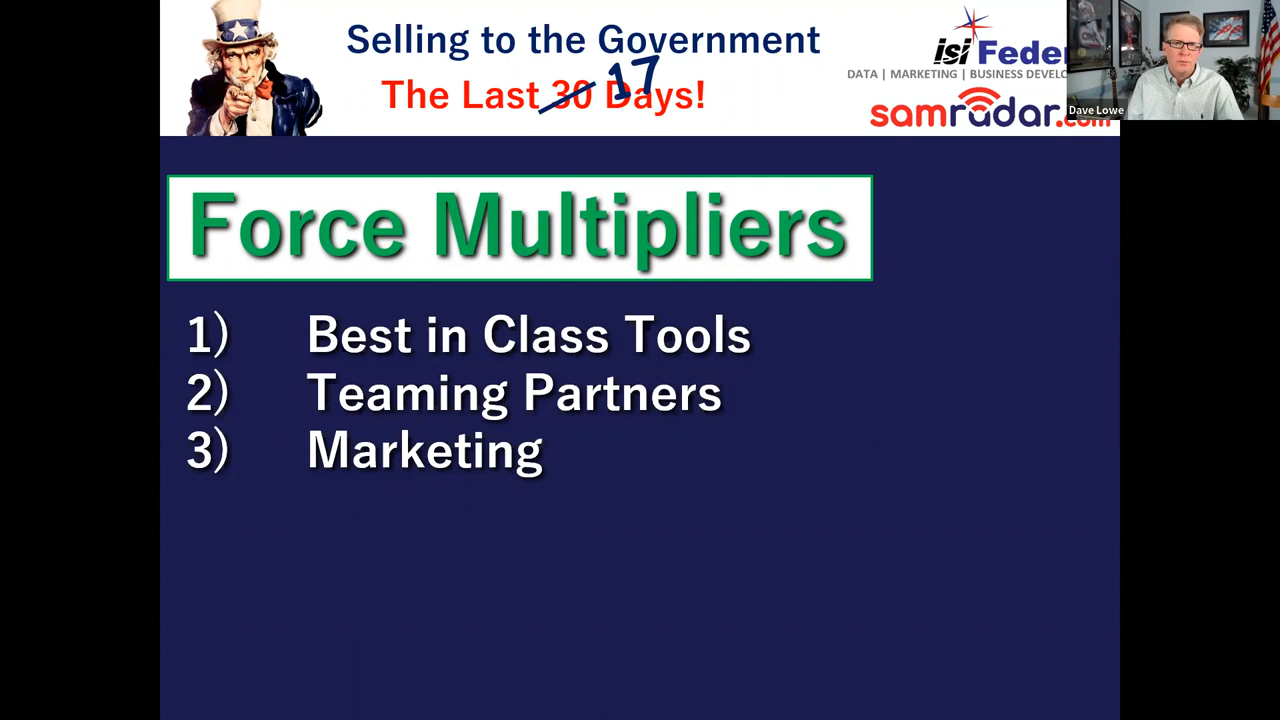 Selling to the Government
17
The Last 30 Days!
isi Feder
DATA | MARKETING | BUSINESS DEVEL
samradar.com
Dave Lowe
Force Multipliers
1) Best in Class Tools
2) Teaming Partners
3) Marketing